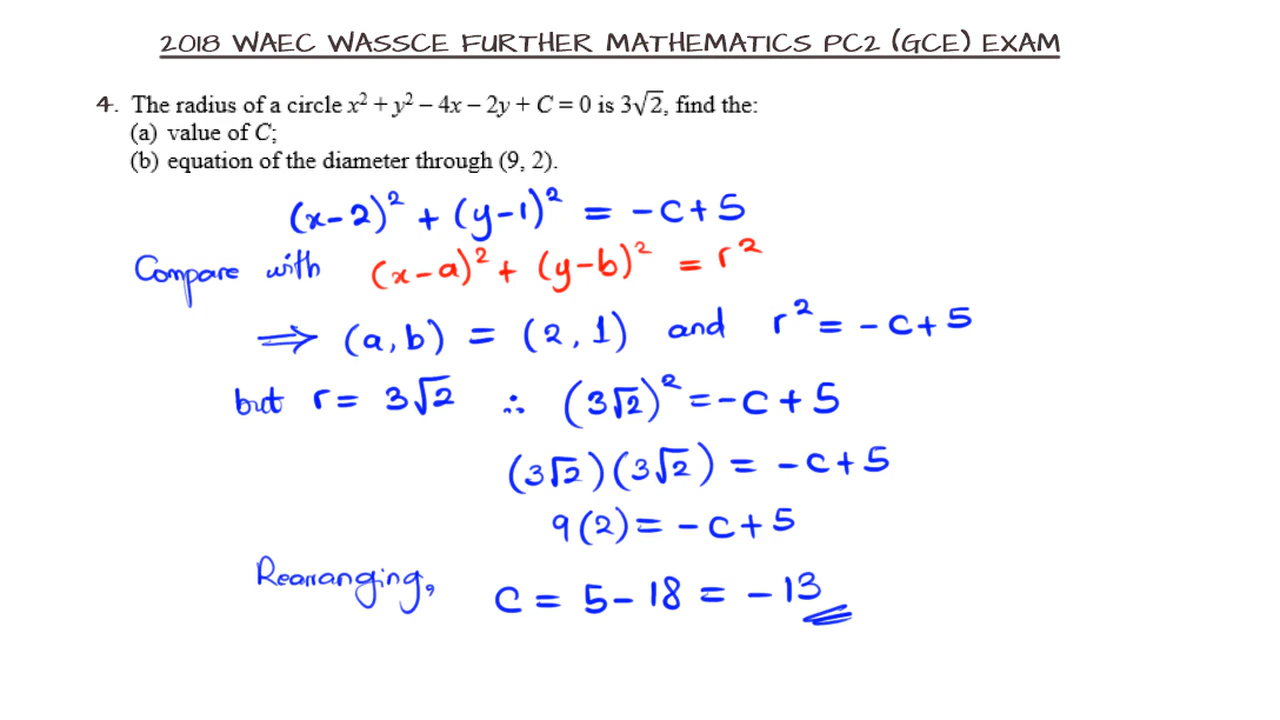 2018 WAEC WASSCE FURTHER MATHEMATICS PC2 (GCE) EXAM
4. The radius of a circle x² + y² – 4x – 2y + C = 0 is 3√2, find the:
(a) value of C;
(b) equation of the diameter through (9, 2).
(x-2)² + (y-1)² = -c+5
Compare with (x-a)² + (y-b)² = r²
⇒ (a,b) = (2,1) and r² = -c+5
but r = 3√2 ∴ (3√2)² = -c+5
(3√2)(3√2) = -c+5
9(2) = -c+5
Rearranging, c = 5-18 = -13